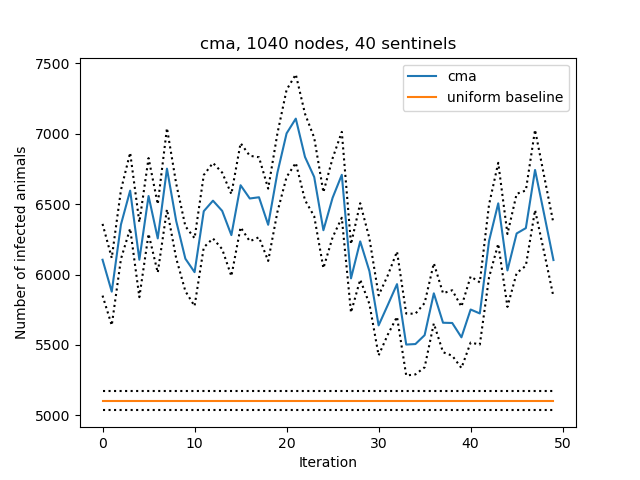 cma, 1040 nodes, 40 sentinels
cma
uniform baseline
Number of infected animals
7500
7000
6500
6000
5500
5000
0 10 20 30 40 50
Iteration